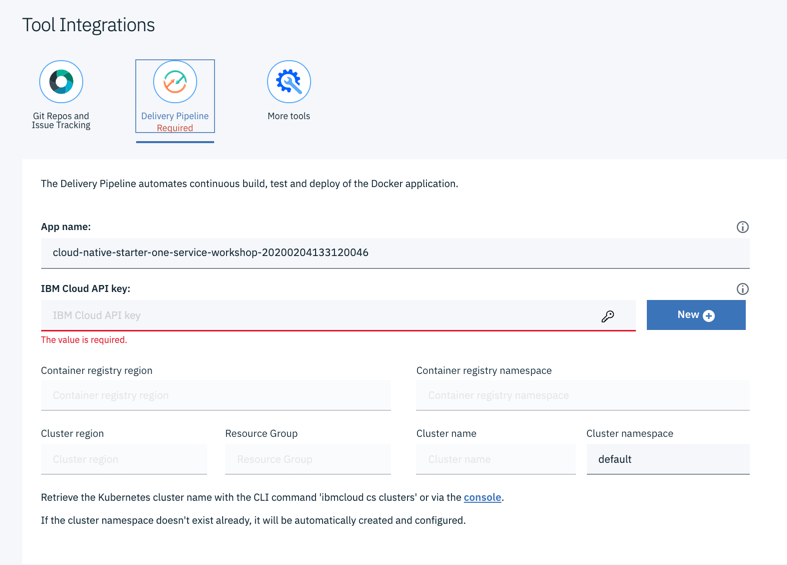 Tool Integrations
Git Repos and
Issue Tracking
Delivery Pipeline
Required
More tools
The Delivery Pipeline automates continuous build, test and deploy of the Docker application.
App name:
cloud-native-starter-one-service-workshop-20200204133120046
IBM Cloud API key:
IBM Cloud API key
New
The value is required.
Container registry region
Container registry namespace
Container registry region
Container registry namespace
Cluster region
Resource Group
Cluster name
Cluster namespace
Cluster region
Resource Group
Cluster name
default
Retrieve the Kubernetes cluster name with the CLI command 'ibmcloud cs clusters' or via the console.
If the cluster namespace doesn't exist already, it will be automatically created and configured.